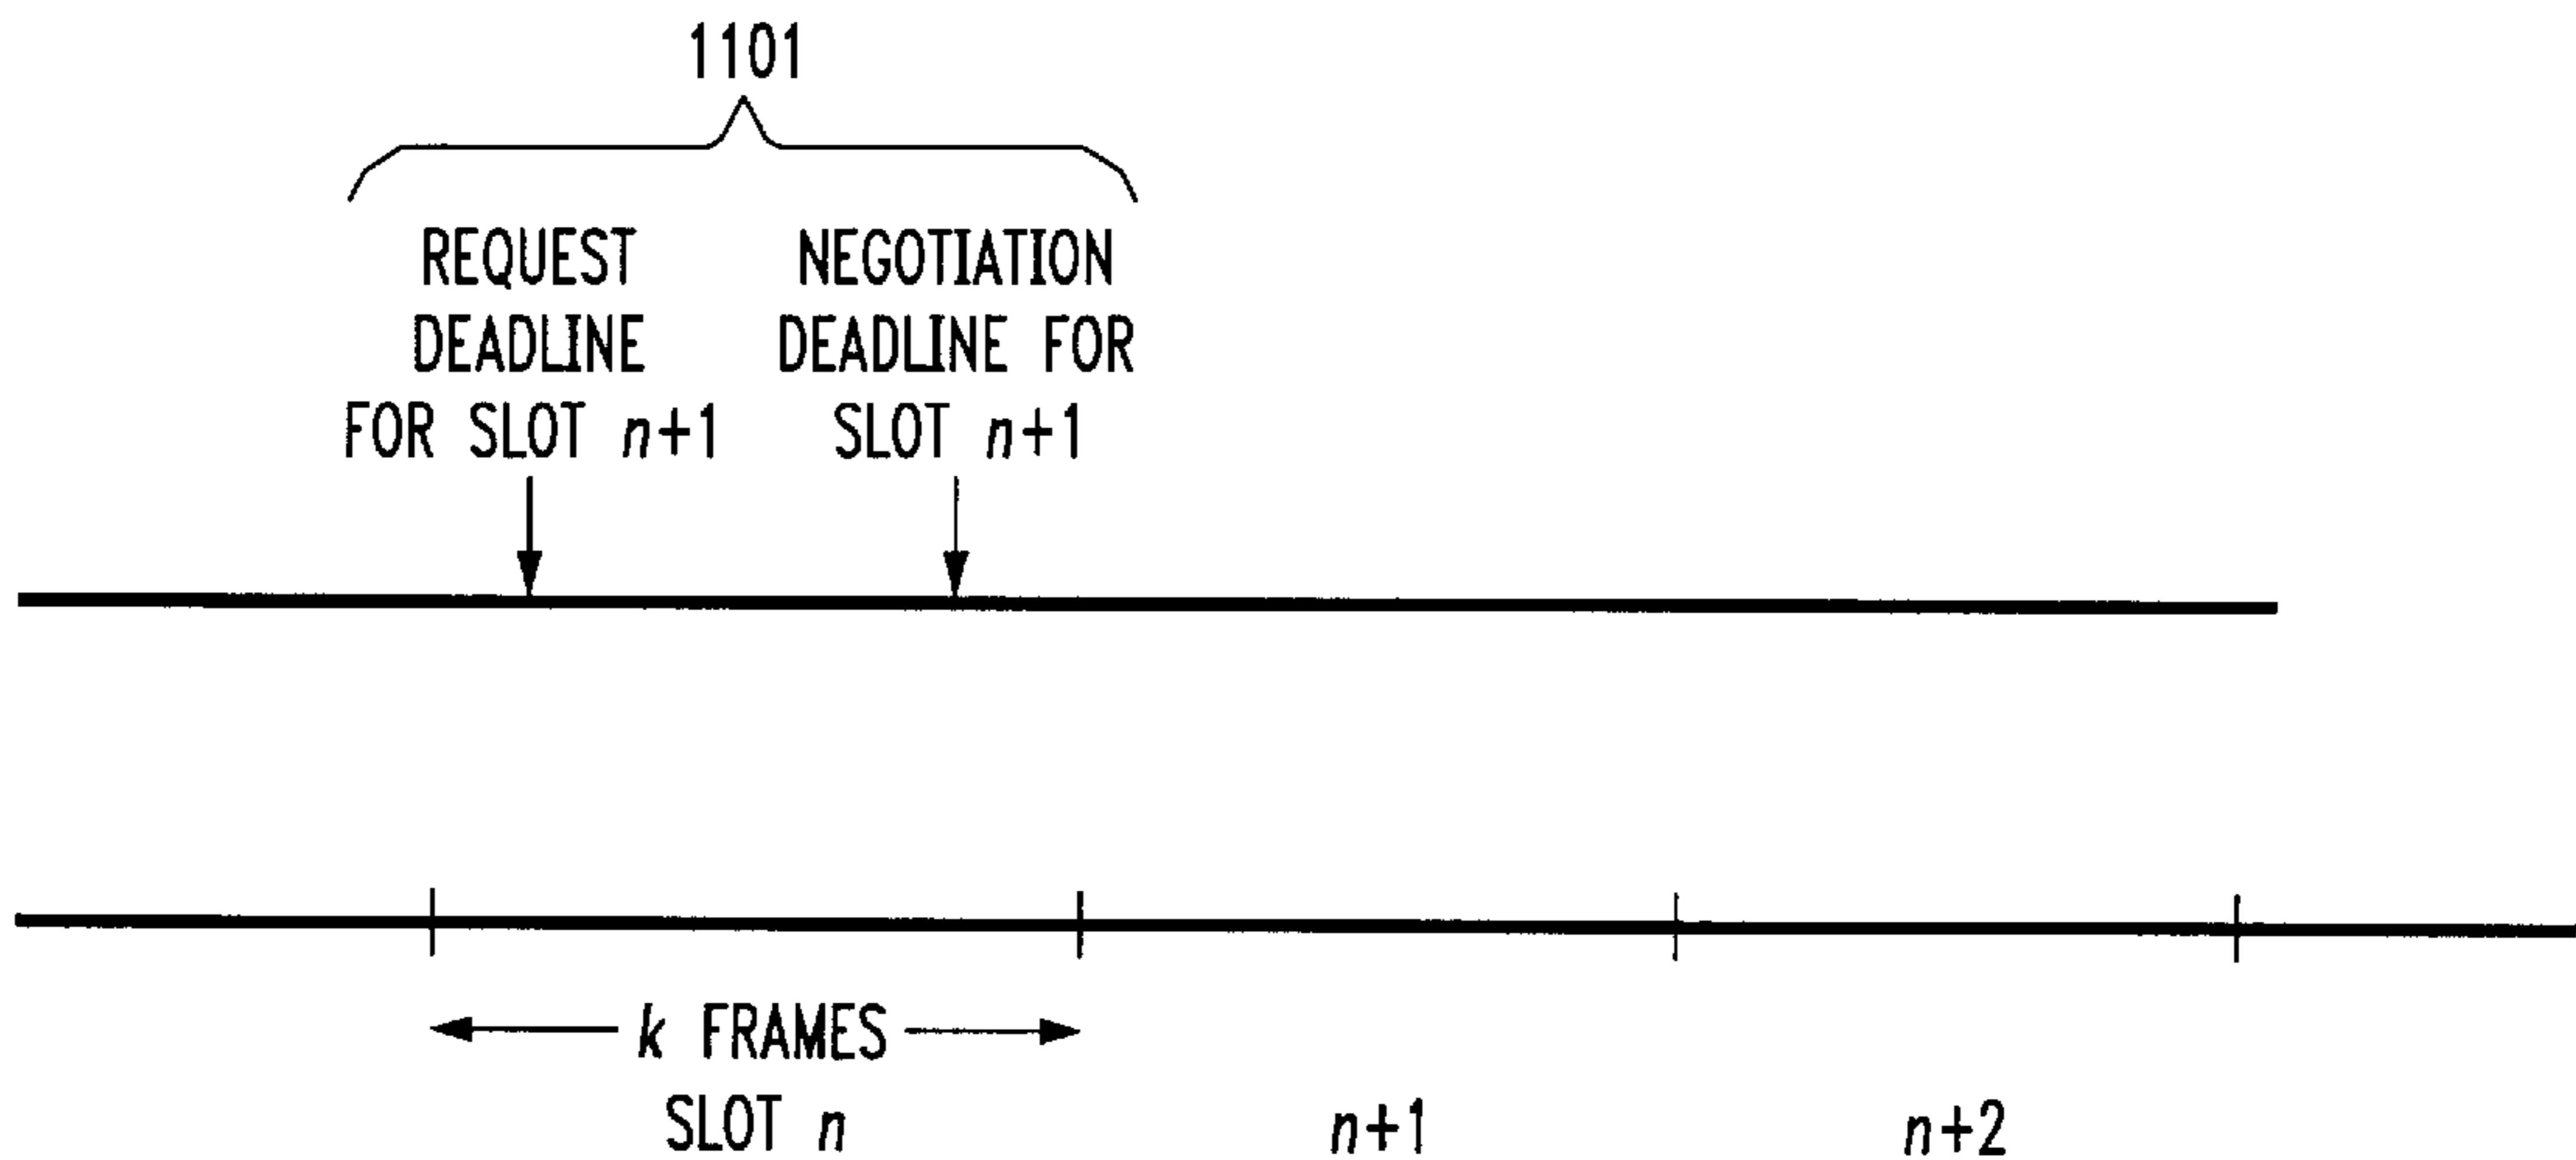 1101
REQUEST
DEADLINE
FOR SLOT n+1
NEGOTIATION
DEADLINE FOR
SLOT n+1
k FRAMES
SLOT n
n+1
n+2